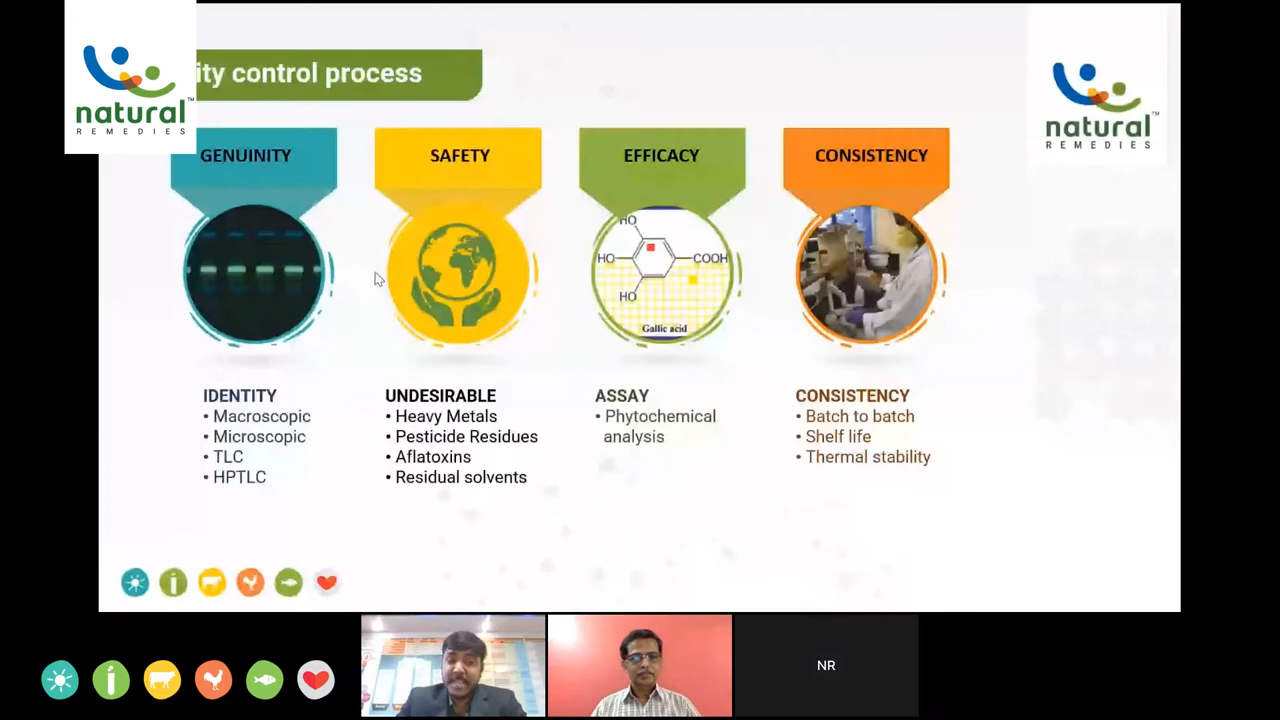 natural™
REMEDIES
ity control process
natural™
REMEDIES
GENUINITY
SAFETY
EFFICACY
CONSISTENCY
HO
HO
COOH
HO
Gallic acid
IDENTITY
• Macroscopic
• Microscopic
• TLC
• HPTLC
UNDESIRABLE
• Heavy Metals
• Pesticide Residues
• Aflatoxins
• Residual solvents
ASSAY
• Phytochemical
analysis
CONSISTENCY
• Batch to batch
• Shelf life
• Thermal stability
NR